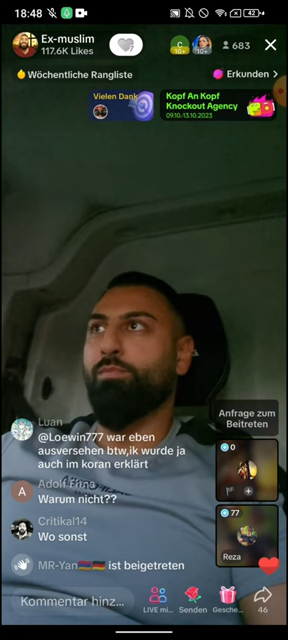 18:48
42
Ex-muslim
117.6K Likes
C
10+
10+
683
Wöchentliche Rangliste
Erkunden
Vielen Dank
Kopf An Kopf
Knockout Agency
09.10.-13.10.2023
Anfrage zum
Beitreten
Luan
@Loewin777 war eben
ausversehen btw,ik wurde ja
auch im koran erklärt
0
A
Warum nicht??
77
Critikal14
Wo sonst
Reza
MR-Yan🇦🇲🇩🇪 ist beigetreten
Kommentar hinz...
LIVE mi...
Senden
Gesche...
46